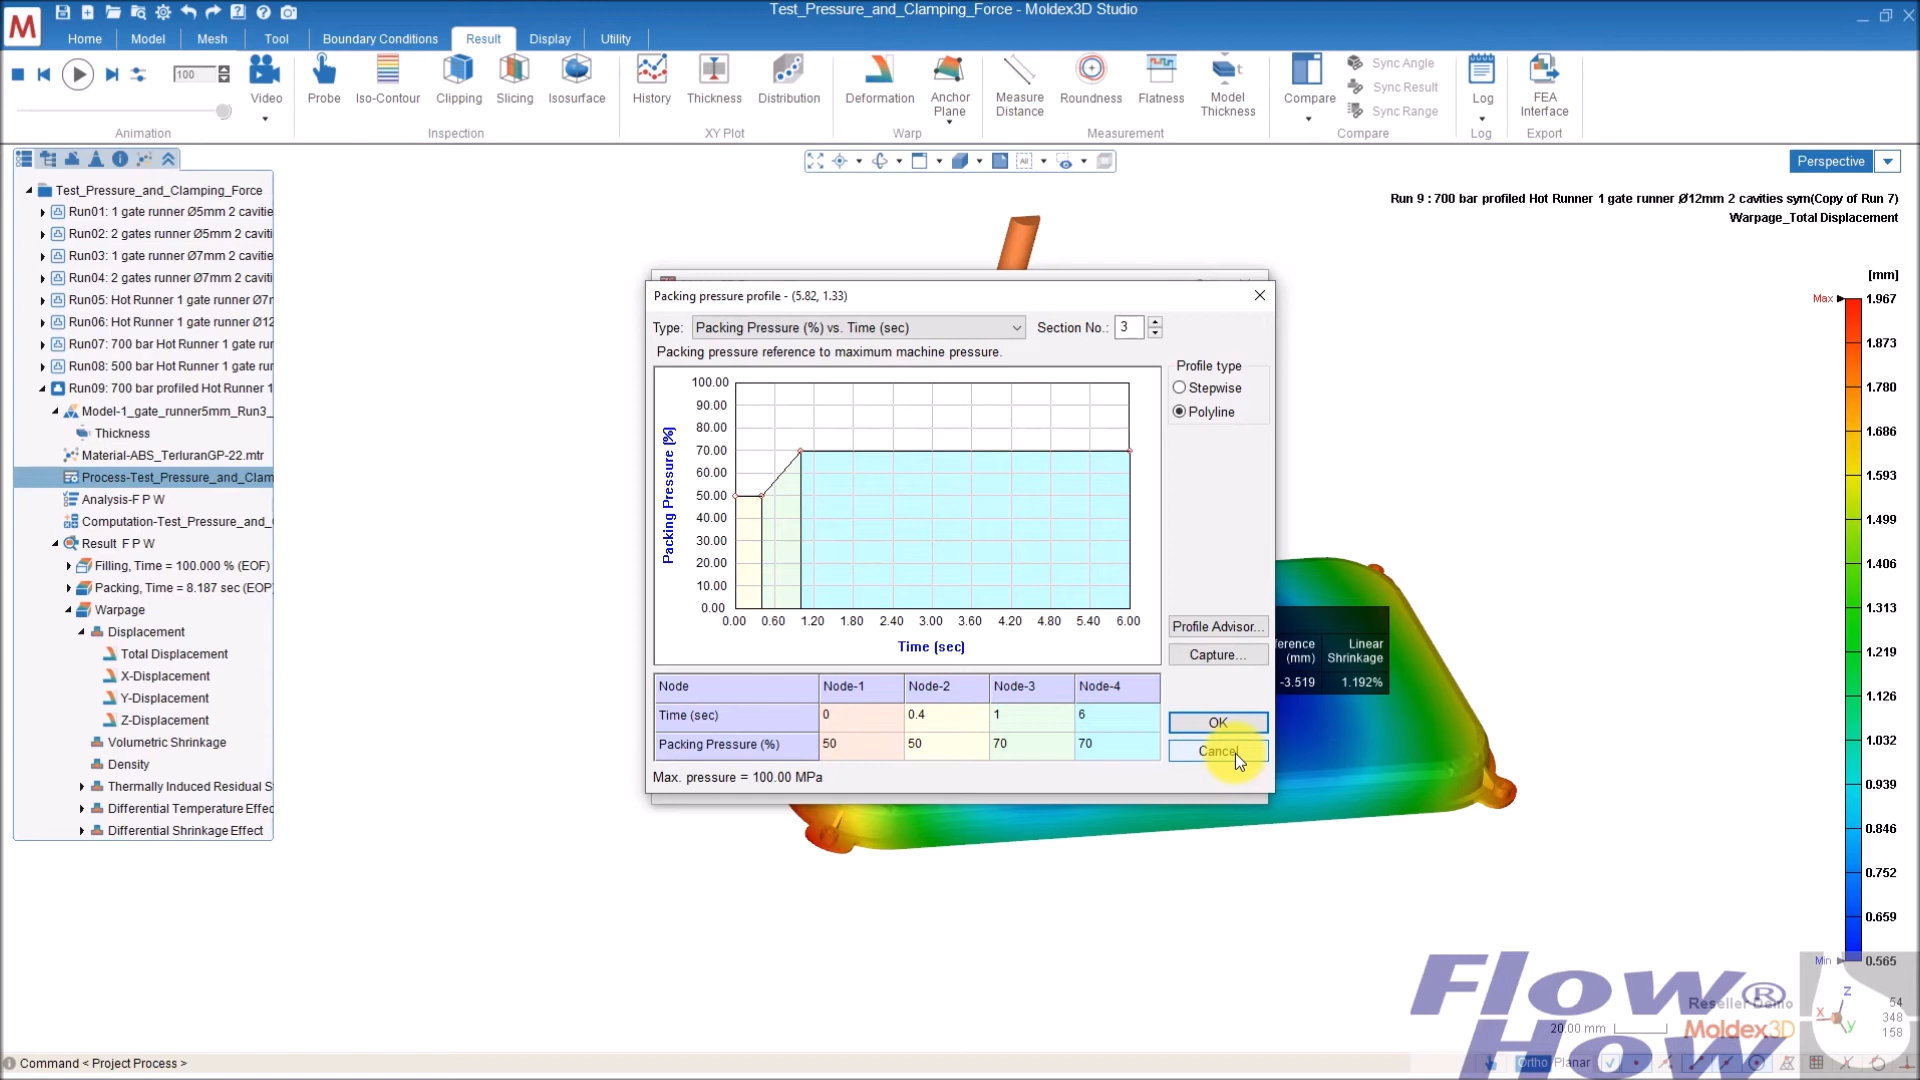 Test_Pressure_and_Clamping_Force - Moldex3D Studio
Home Model Mesh Tool Boundary Conditions Result Display Utility
100
Video Probe Iso-Contour Clipping Slicing Isosurface History Thickness Distribution Deformation Anchor Plane Measure Distance Roundness Flatness Model Thickness Compare Sync Angle Sync Result Sync Range Log FEA Interface
Animation Inspection XY Plot Warp Measurement Compare Log Export
Perspective
Test_Pressure_and_Clamping_Force
Run01: 1 gate runner Ø5mm 2 cavitie
Run02: 2 gates runner Ø5mm 2 caviti
Run03: 1 gate runner Ø7mm 2 cavitie
Run04: 2 gates runner Ø7mm 2 caviti
Run05: Hot Runner 1 gate runner Ø7r
Run06: Hot Runner 1 gate runner Ø12
Run07: 700 bar Hot Runner 1 gate rur
Run08: 500 bar Hot Runner 1 gate rur
Run09: 700 bar profiled Hot Runner 1
Model-1_gate_runner5mm_Run3_
Thickness
Material-ABS_TerluranGP-22.mtr
Process-Test_Pressure_and_Clam
Analysis-F P W
Computation-Test_Pressure_and_
Result F P W
Filling, Time = 100.000 % (EOF)
Packing, Time = 8.187 sec (EOP
Warpage
Displacement
Total Displacement
X-Displacement
Y-Displacement
Z-Displacement
Volumetric Shrinkage
Density
Thermally Induced Residual S
Differential Temperature Effec
Differential Shrinkage Effect
Run 9 : 700 bar profiled Hot Runner 1 gate runner Ø12mm 2 cavities sym(Copy of Run 7)
Warpage_Total Displacement
[mm]
Max 1.967
1.873
1.780
1.686
1.593
1.499
1.406
1.313
1.219
1.126
1.032
0.939
0.846
0.752
0.659
Min 0.565
Packing pressure profile - (5.82, 1.33)
Type: Packing Pressure (%) vs. Time (sec) Section No.: 3
Packing pressure reference to maximum machine pressure.
Profile type
Stepwise
Polyline
Packing Pressure (%)
100.00
90.00
80.00
70.00
60.00
50.00
40.00
30.00
20.00
10.00
0.00
0.00 0.60 1.20 1.80 2.40 3.00 3.60 4.20 4.80 5.40 6.00
Time (sec)
Profile Advisor...
Capture...
Node Node-1 Node-2 Node-3 Node-4
Time (sec) 0 0.4 1 6
Packing Pressure (%) 50 50 70 70
Max. pressure = 100.00 MPa
OK
Cancel
ference (mm) Linear Shrinkage
-3.519 1.192%
Flow® How
Reseller Demo
Moldex3D
20.00 mm
Z
X
y
54
348
158
Command < Project Process >
Ortho Planar